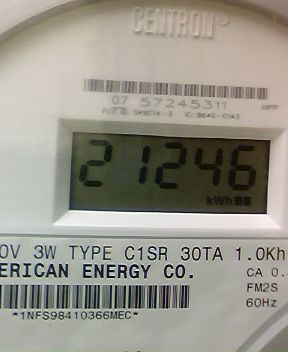 CENTRON®
07 57245311
21246
kWh
0V 3W TYPE C1SR 30TA 1.0Kh
ERICAN ENERGY CO.
CA 0.
FM2S
60Hz
*1NFS98410366MEC*